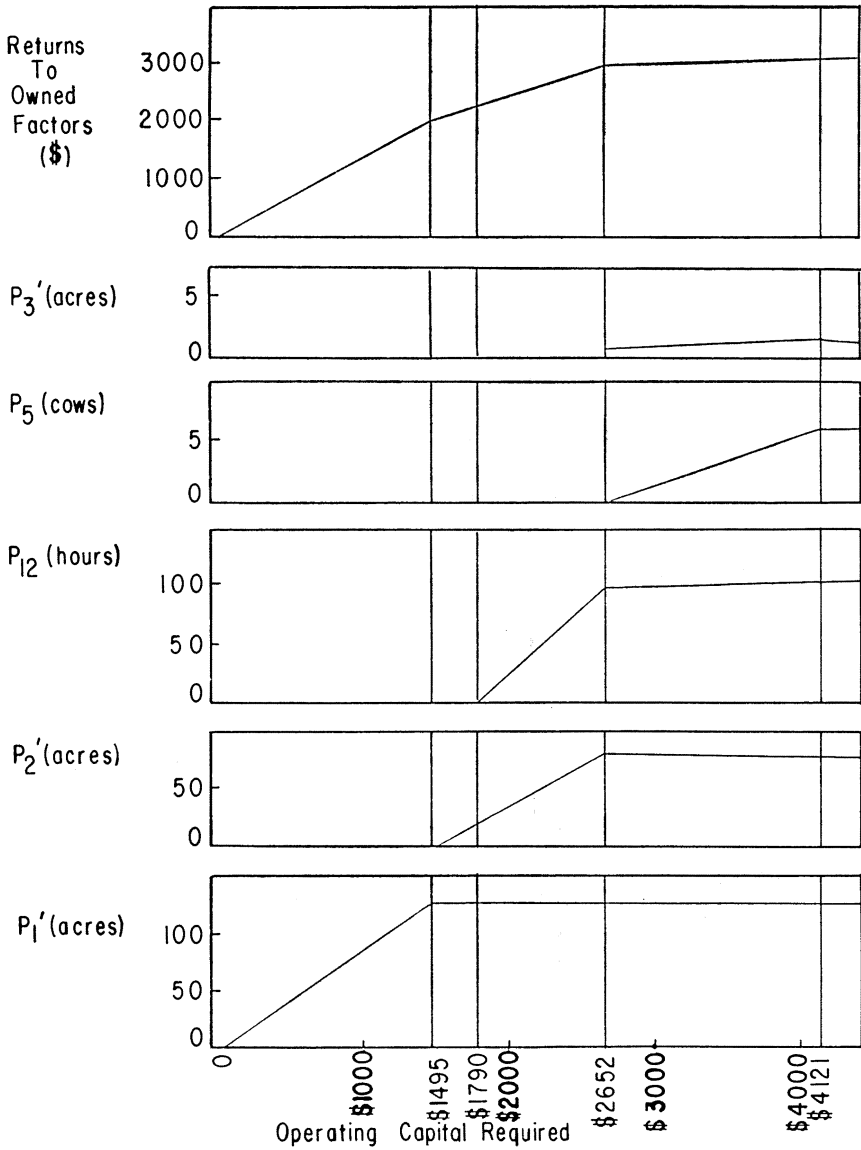 Returns
To
Owned
Factors
($)
3000
2000
1000
0
P3'(acres)
5
0
P5 (cows)
5
0
P12 (hours)
100
50
0
P2'(acres)
50
0
P1'(acres)
100
50
0
0
$1000
$1495
$1790
$2000
$2652
$3000
$4000
$4121
Operating Capital Required